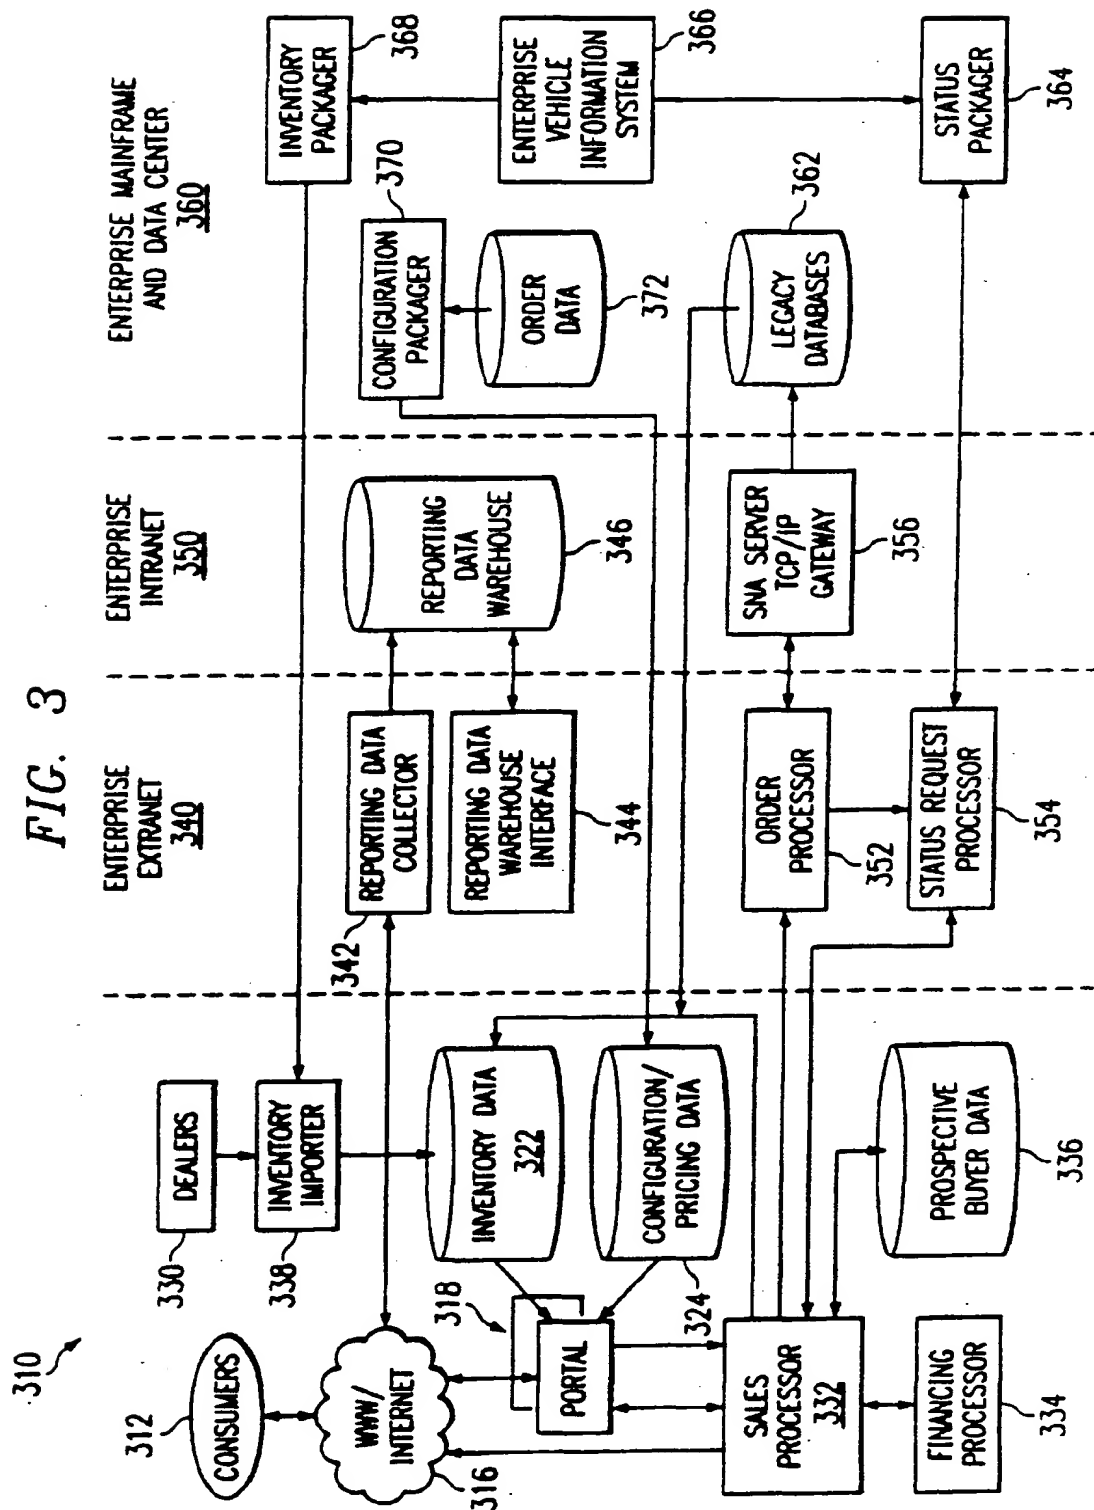 FIG. 3
310
ENTERPRISE
EXTRANET
340
ENTERPRISE
INTRANET
350
ENTERPRISE MAINFRAME
AND DATA CENTER
360
312
CONSUMERS
330
DEALERS
338
INVENTORY
IMPORTER
INVENTORY
PACKAGER
368
WWW/
INTERNET
316
342
REPORTING DATA
COLLECTOR
REPORTING DATA
WAREHOUSE
INTERFACE
344
REPORTING
DATA
WAREHOUSE
346
CONFIGURATION
PACKAGER
370
ORDER
DATA
372
ENTERPRISE
VEHICLE
INFORMATION
SYSTEM
366
318
PORTAL
INVENTORY DATA
322
CONFIGURATION/
PRICING DATA
324
SALES
PROCESSOR
332
ORDER
PROCESSOR
352
SNA SERVER
TCP/IP
GATEWAY
356
LEGACY
DATABASES
362
FINANCING
PROCESSOR
334
PROSPECTIVE
BUYER DATA
336
STATUS REQUEST
PROCESSOR
354
STATUS
PACKAGER
364